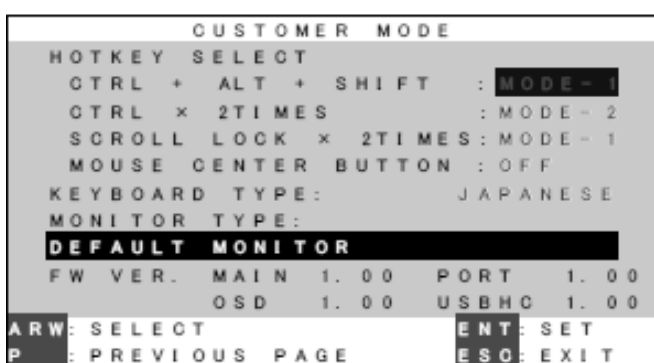 CUSTOMER MODE
HOTKEY SELECT
CTRL + ALT + SHIFT : MODE-1
CTRL × 2TIMES : MODE-2
SCROLL LOCK × 2TIMES: MODE-1
MOUSE CENTER BUTTON : OFF
KEYBOARD TYPE: JAPANESE
MONITOR TYPE:
DEFAULT MONITOR
FW VER. MAIN 1.00 PORT 1.00
OSD 1.00 USBHC 1.00
ARW: SELECT ENT: SET
P : PREVIOUS PAGE ESC: EXIT